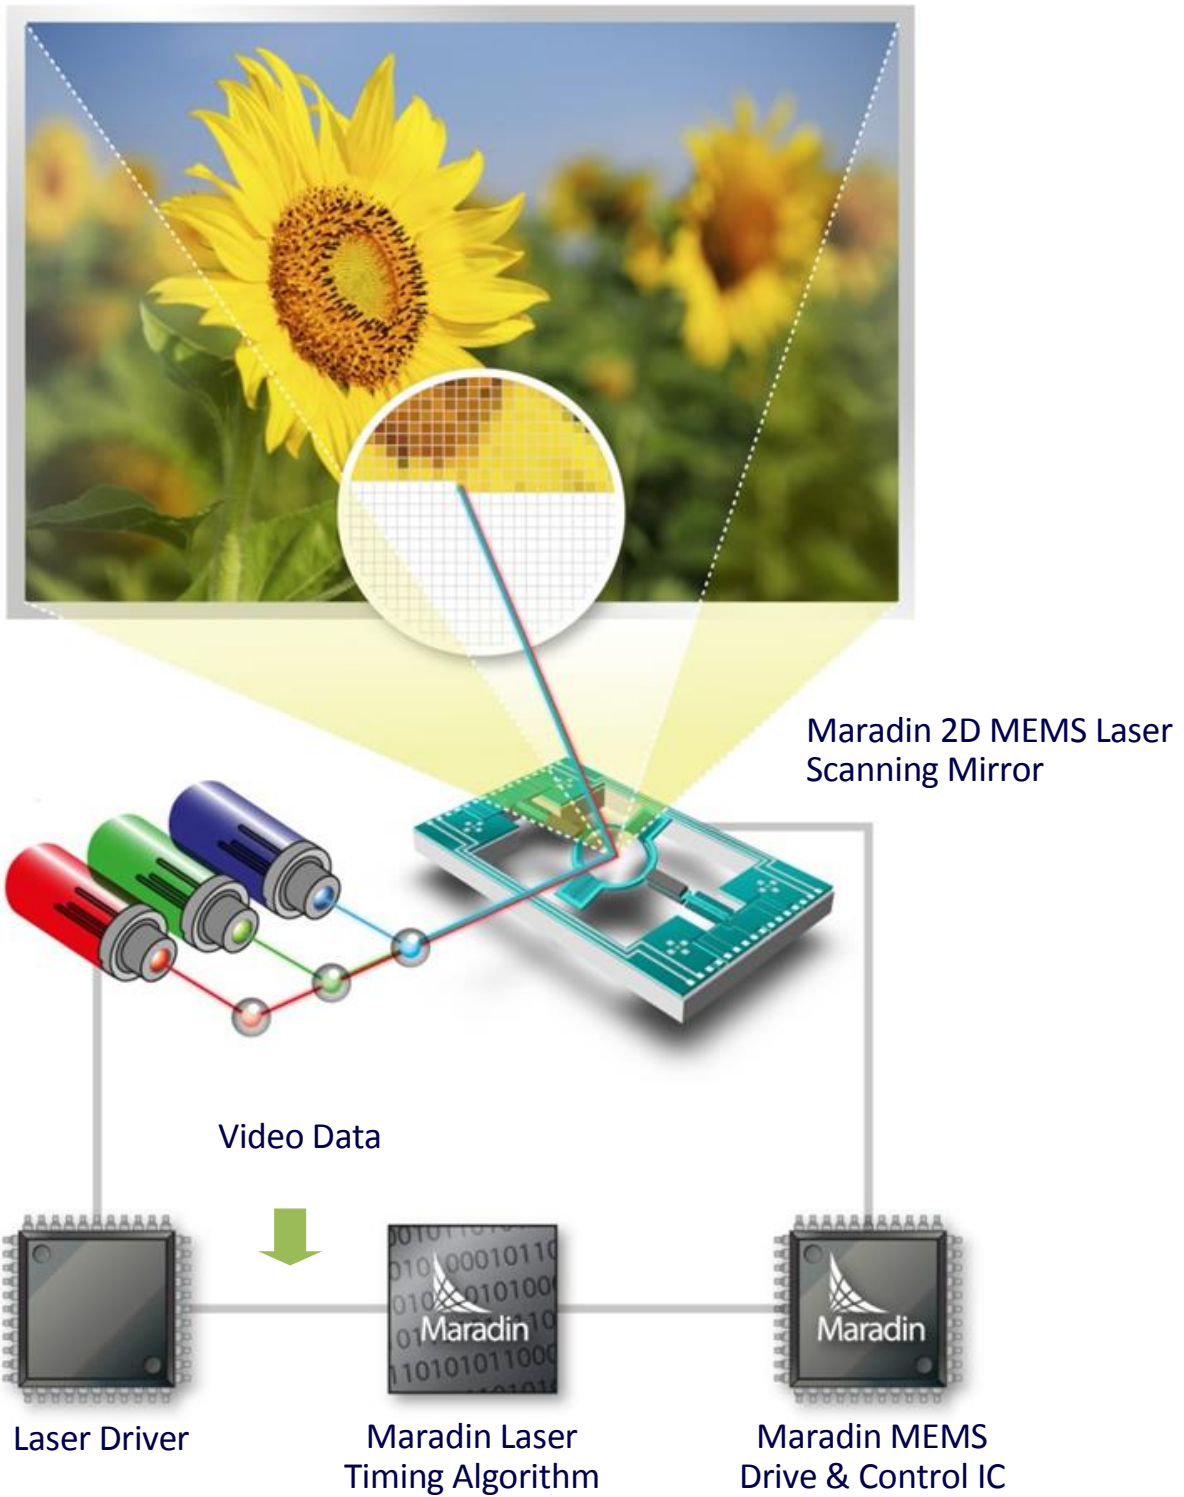 Maradin 2D MEMS Laser
Scanning Mirror
Video Data
Maradin
Maradin
Laser Driver
Maradin Laser
Timing Algorithm
Maradin MEMS
Drive & Control IC